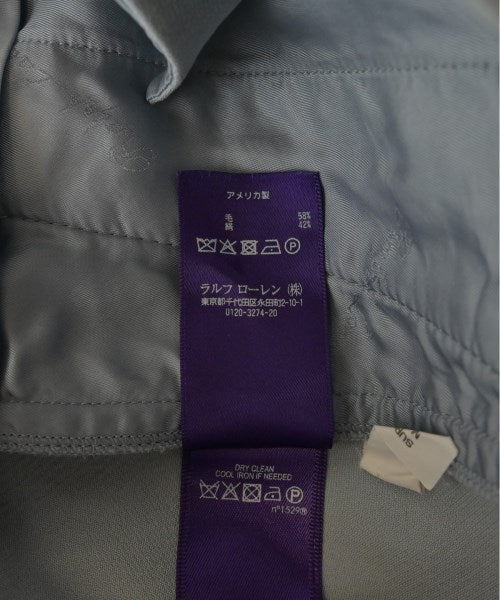 アメリカ製
毛 58%
絹 42%
ラルフ ローレン (株)
東京都千代田区永田町2-10-1
0120-3274-20
DRY CLEAN
COOL IRON IF NEEDED
nº1529®